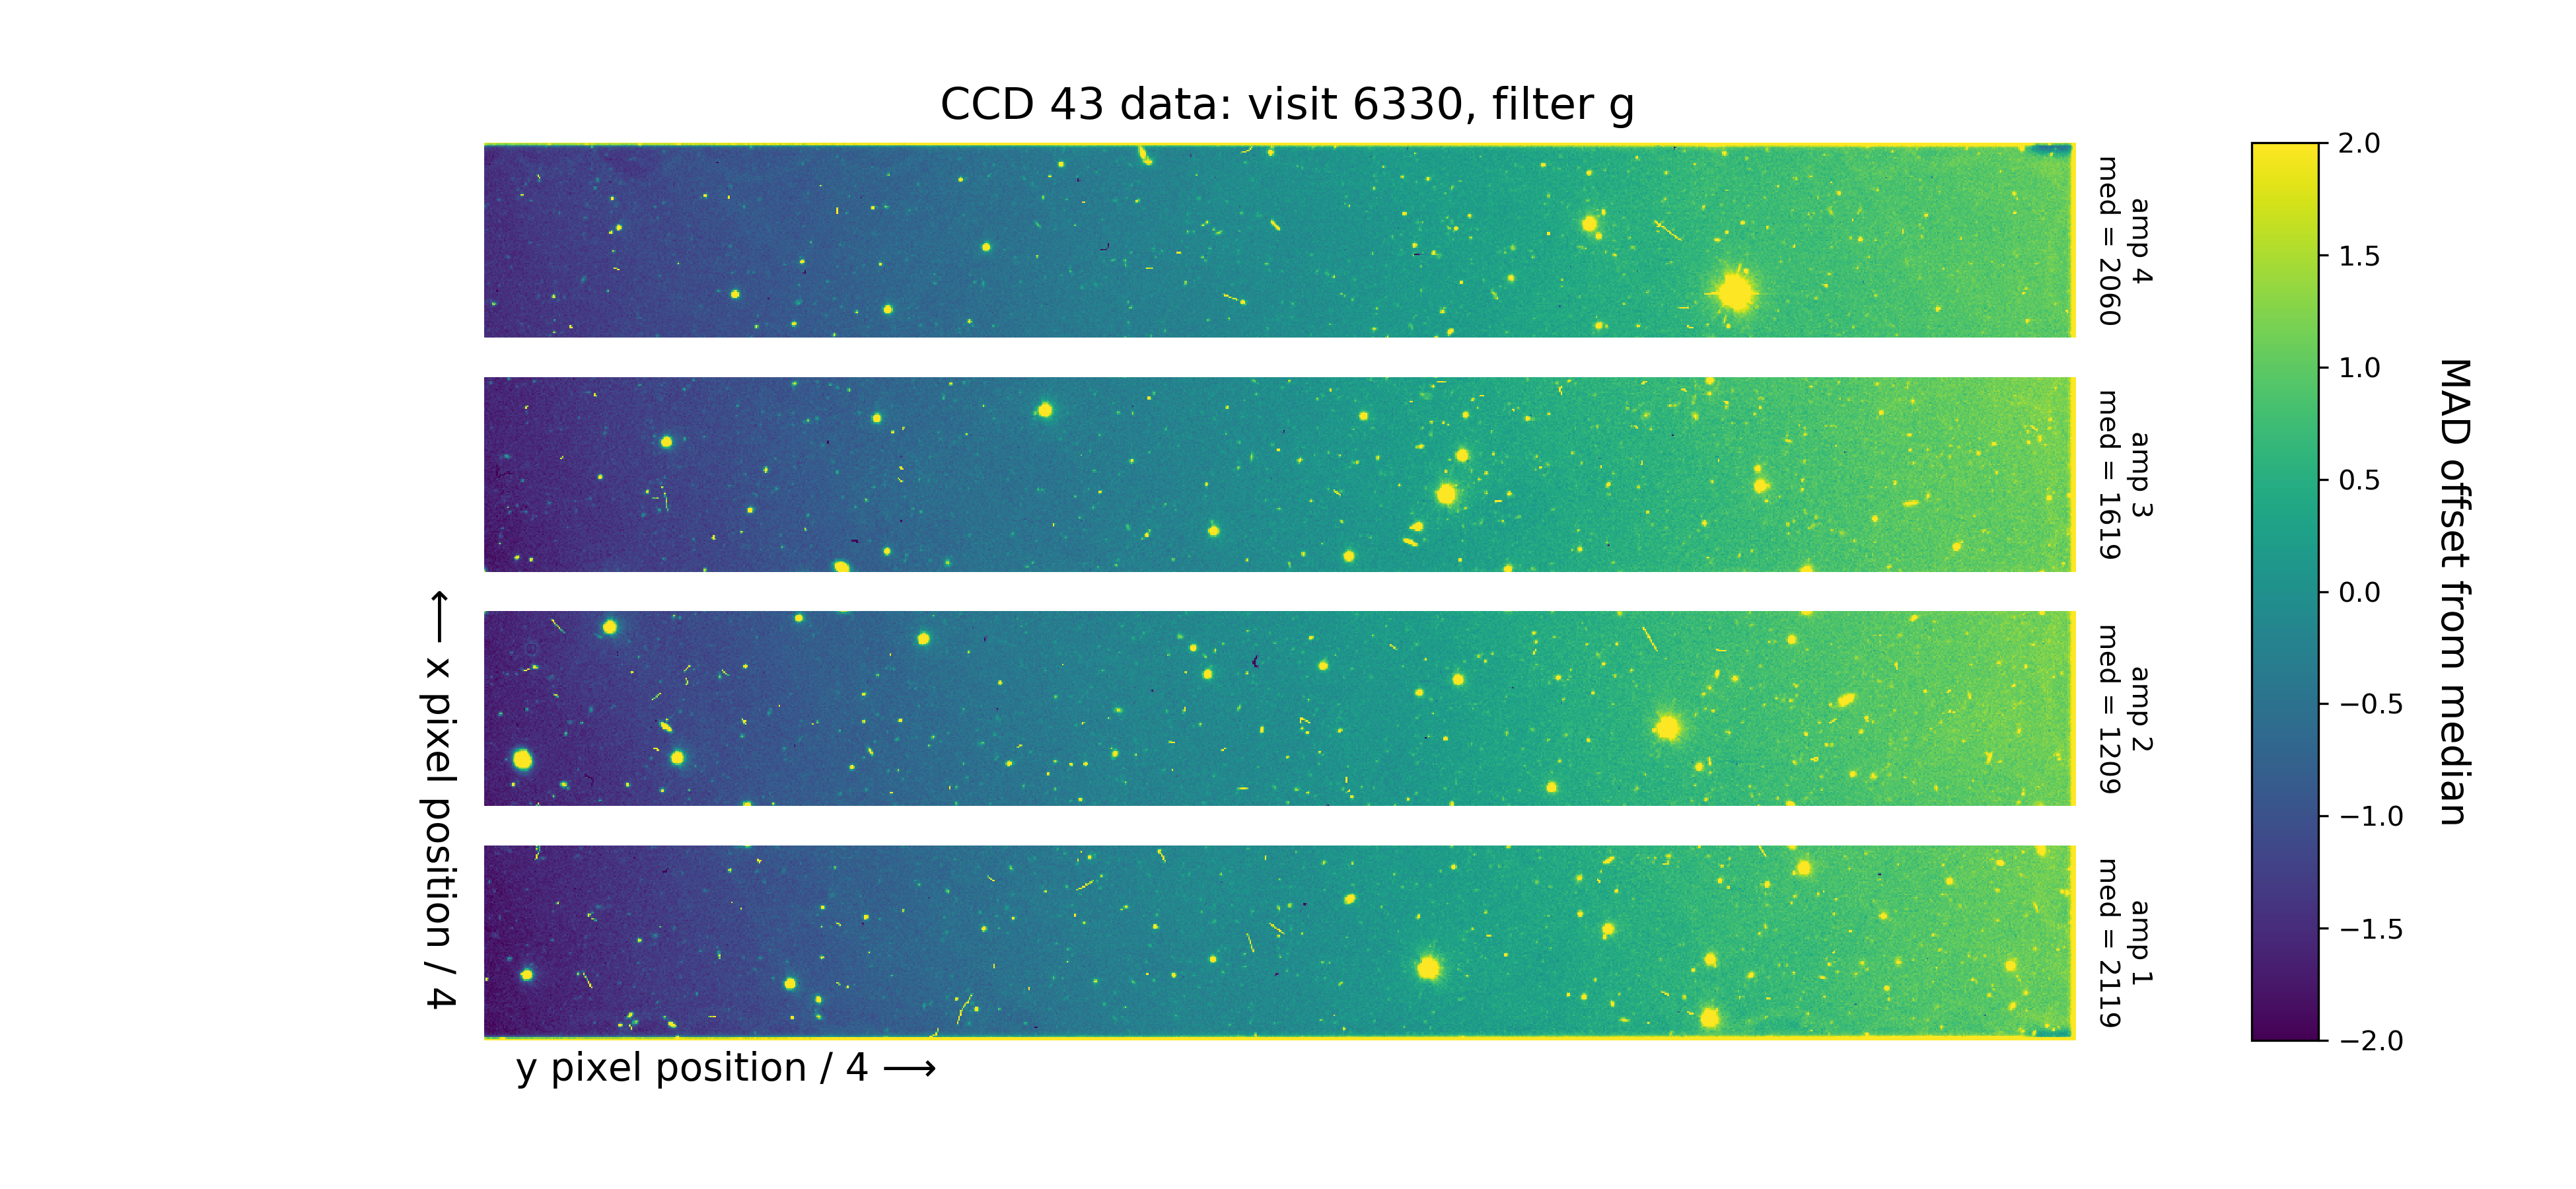 CCD 43 data: visit 6330, filter g
amp 4
med = 2060
amp 3
med = 1619
amp 2
med = 1209
amp 1
med = 2119
⟵ x pixel position / 4
y pixel position / 4 ⟶
2.0
1.5
1.0
0.5
0.0
−0.5
−1.0
−1.5
−2.0
MAD offset from median